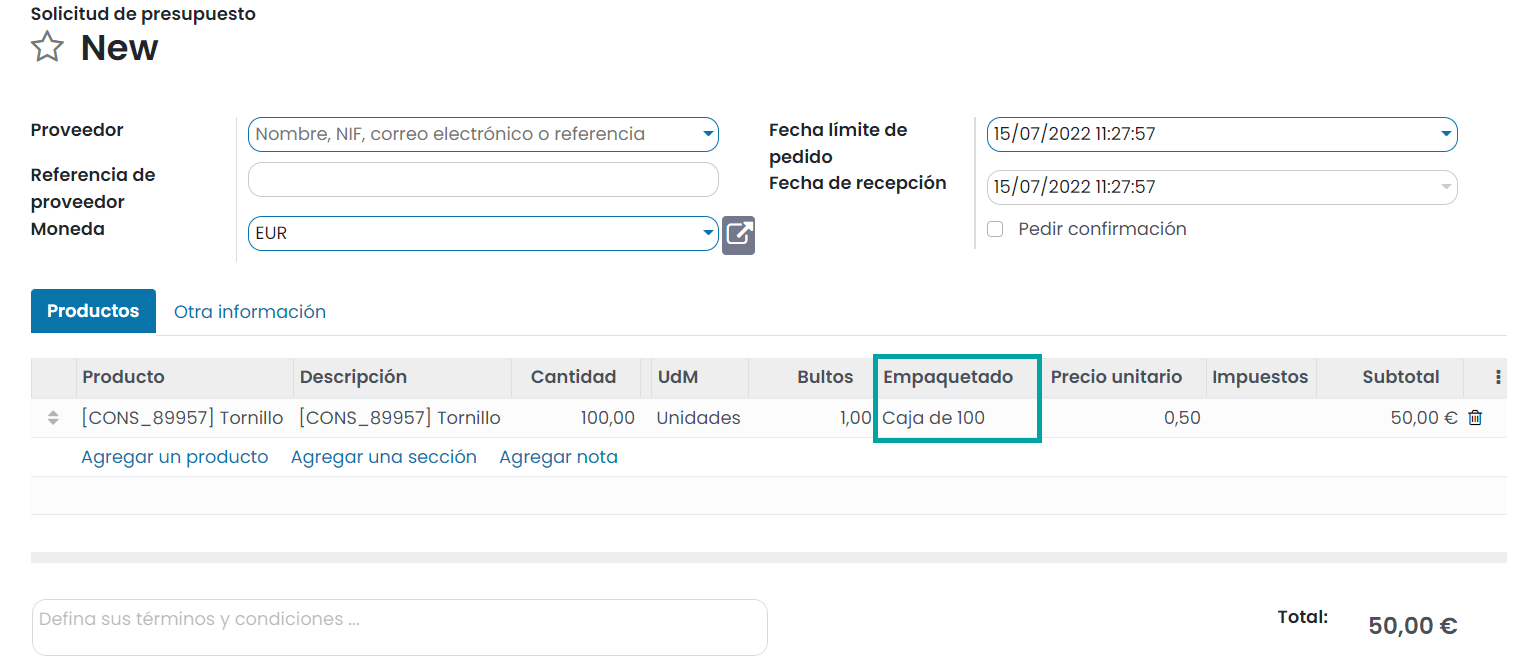 Solicitud de presupuesto
New
Proveedor
Nombre, NIF, correo electrónico o referencia
Referencia de
proveedor
Moneda
EUR
Fecha límite de
pedido
15/07/2022 11:27:57
Fecha de recepción
15/07/2022 11:27:57
Pedir confirmación
Productos Otra información
Producto Descripción Cantidad UdM Bultos Empaquetado Precio unitario Impuestos Subtotal
[CONS_89957] Tornillo [CONS_89957] Tornillo 100,00 Unidades 1,00 Caja de 100 0,50 50,00 €
Agregar un producto Agregar una sección Agregar nota
Defina sus términos y condiciones ...
Total: 50,00 €